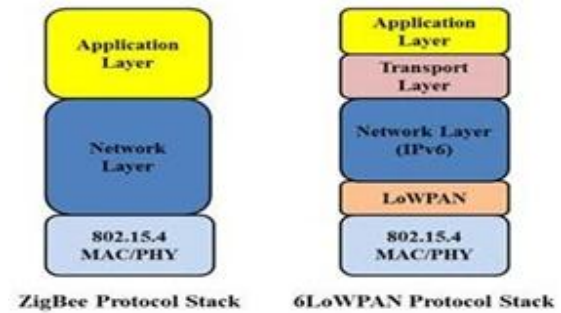 Application
Layer
Network
Layer
802.15.4
MAC/PHY
ZigBee Protocol Stack
Application
Layer
Transport
Layer
Network Layer
(IPv6)
LoWPAN
802.15.4
MAC/PHY
6LoWPAN Protocol Stack